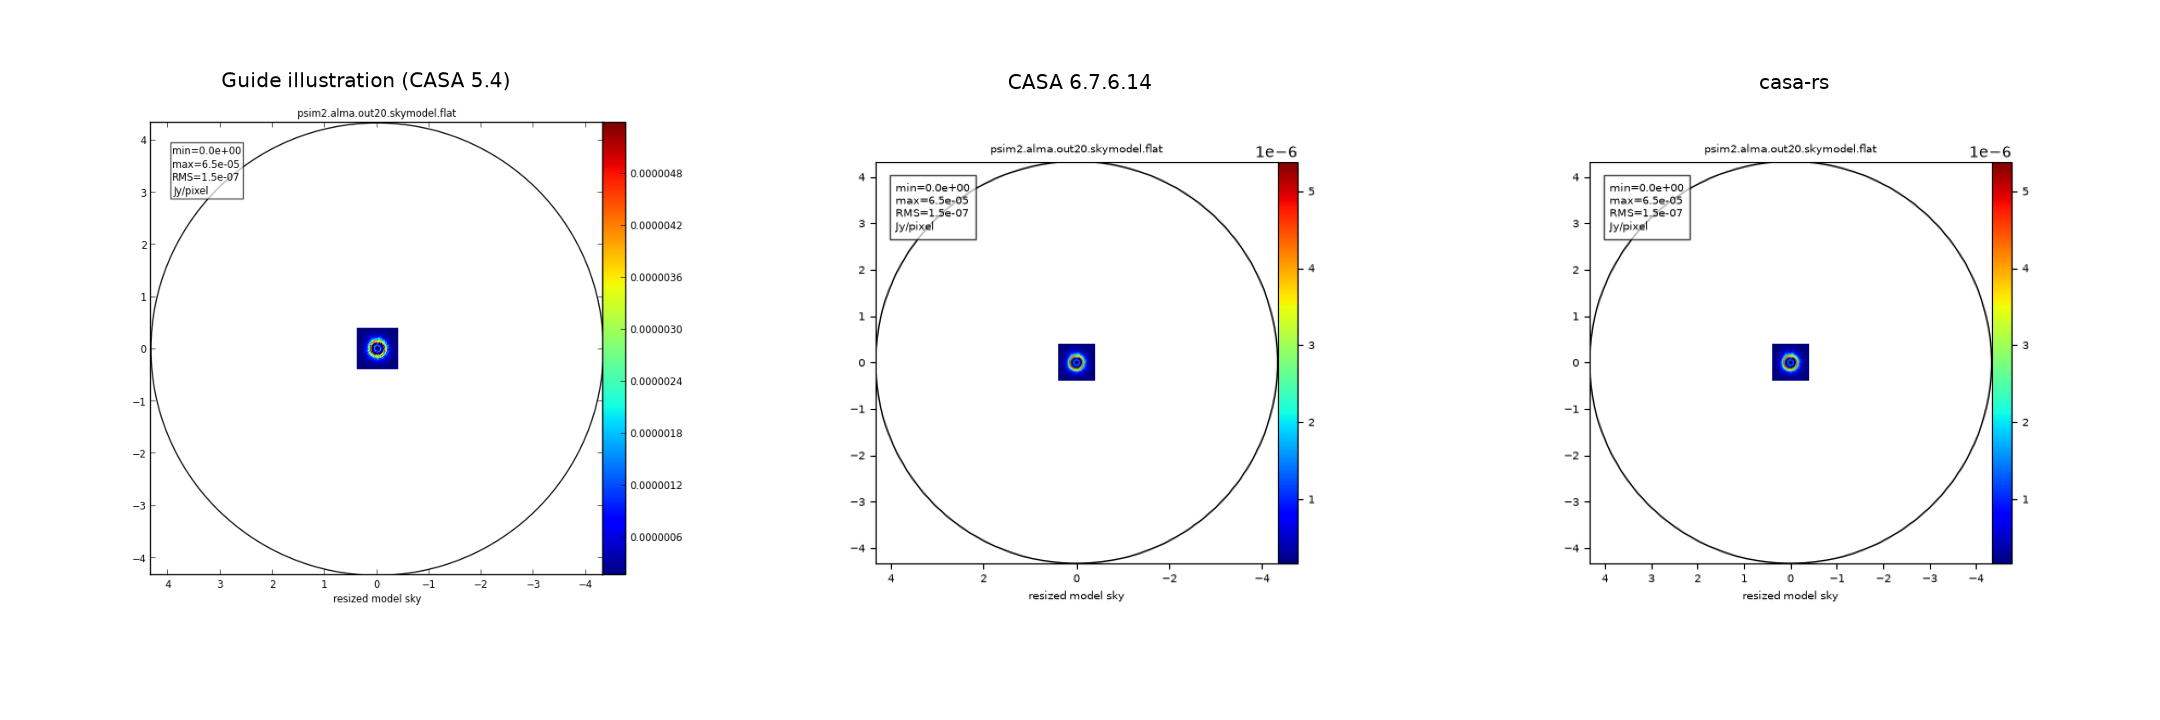 Guide illustration (CASA 5.4)
psim2.alma.out20.skymodel.flat
min=0.0e+00
max=6.5e-05
RMS=1.5e-07
Jy/pixel
4
3
2
1
0
−1
−2
−3
−4
4
3
2
1
0
−1
−2
−3
−4
resized model sky
0.0000048
0.0000042
0.0000036
0.0000030
0.0000024
0.0000018
0.0000012
0.0000006
CASA 6.7.6.14
psim2.alma.out20.skymodel.flat
1e−6
min=0.0e+00
max=6.5e-05
RMS=1.5e-07
Jy/pixel
4
3
2
1
0
−1
−2
−3
−4
4
2
0
−2
−4
resized model sky
5
4
3
2
1
casa-rs
psim2.alma.out20.skymodel.flat
1e−6
min=0.0e+00
max=6.5e-05
RMS=1.5e-07
Jy/pixel
4
3
2
1
0
−1
−2
−3
−4
4
3
2
1
0
−1
−2
−3
−4
resized model sky
5
4
3
2
1